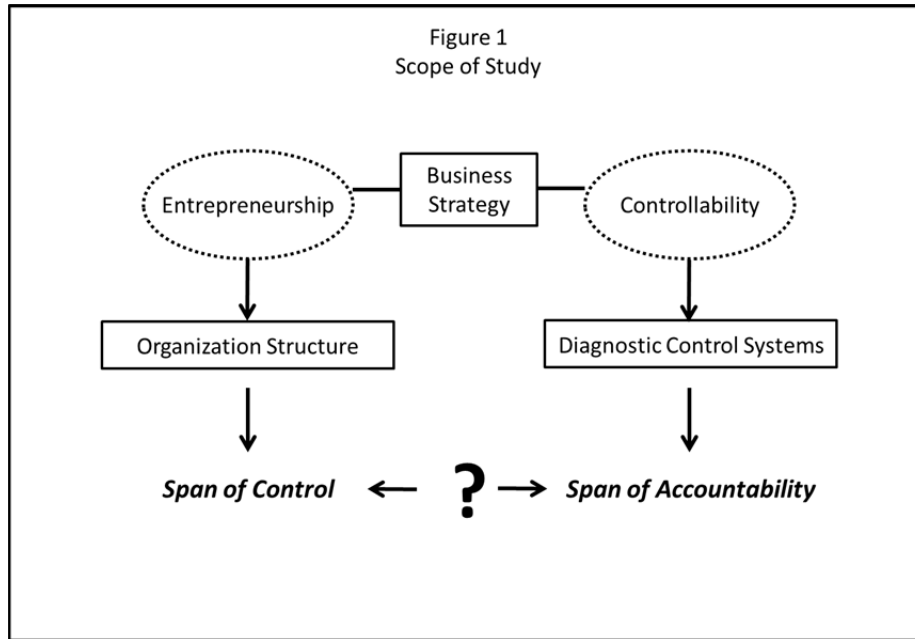 Figure 1
Scope of Study
Entrepreneurship
Business
Strategy
Controllability
Organization Structure
Diagnostic Control Systems
Span of Control
?
Span of Accountability